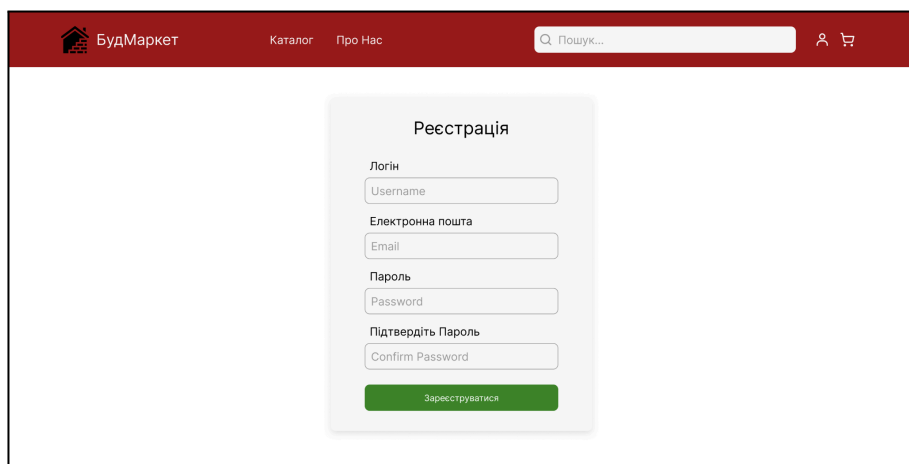 БудМаркет
Каталог
Про Нас
Пошук...
Реєстрація
Логін
Username
Електронна пошта
Email
Пароль
Password
Підтвердіть Пароль
Confirm Password
Зареєструватися